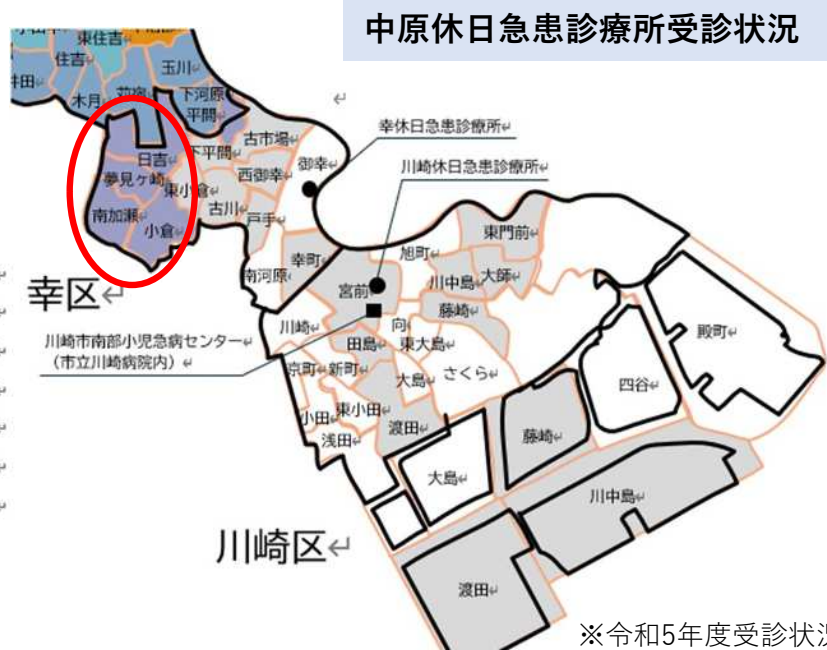 中原休日急患診療所受診状況
東住吉
住吉
玉川
井田
木月
苅宿
下河原
平間
幸休日急患診療所
古市場
日吉
下平間
御幸
川崎休日急患診療所
夢見ヶ崎
東小倉
西御幸
南加瀬
古川
戸手
小倉
東門前
旭町
幸町
南河原
川中島
大師
宮前
幸区
藤崎
川崎
向
殿町
川崎市南部小児急病センター
(市立川崎病院内)
田島
東大島
京町
新町
大島
さくら
四谷
小田
東小田
渡田
浅田
藤崎
大島
川中島
川崎区
渡田
※令和5年度受診状況